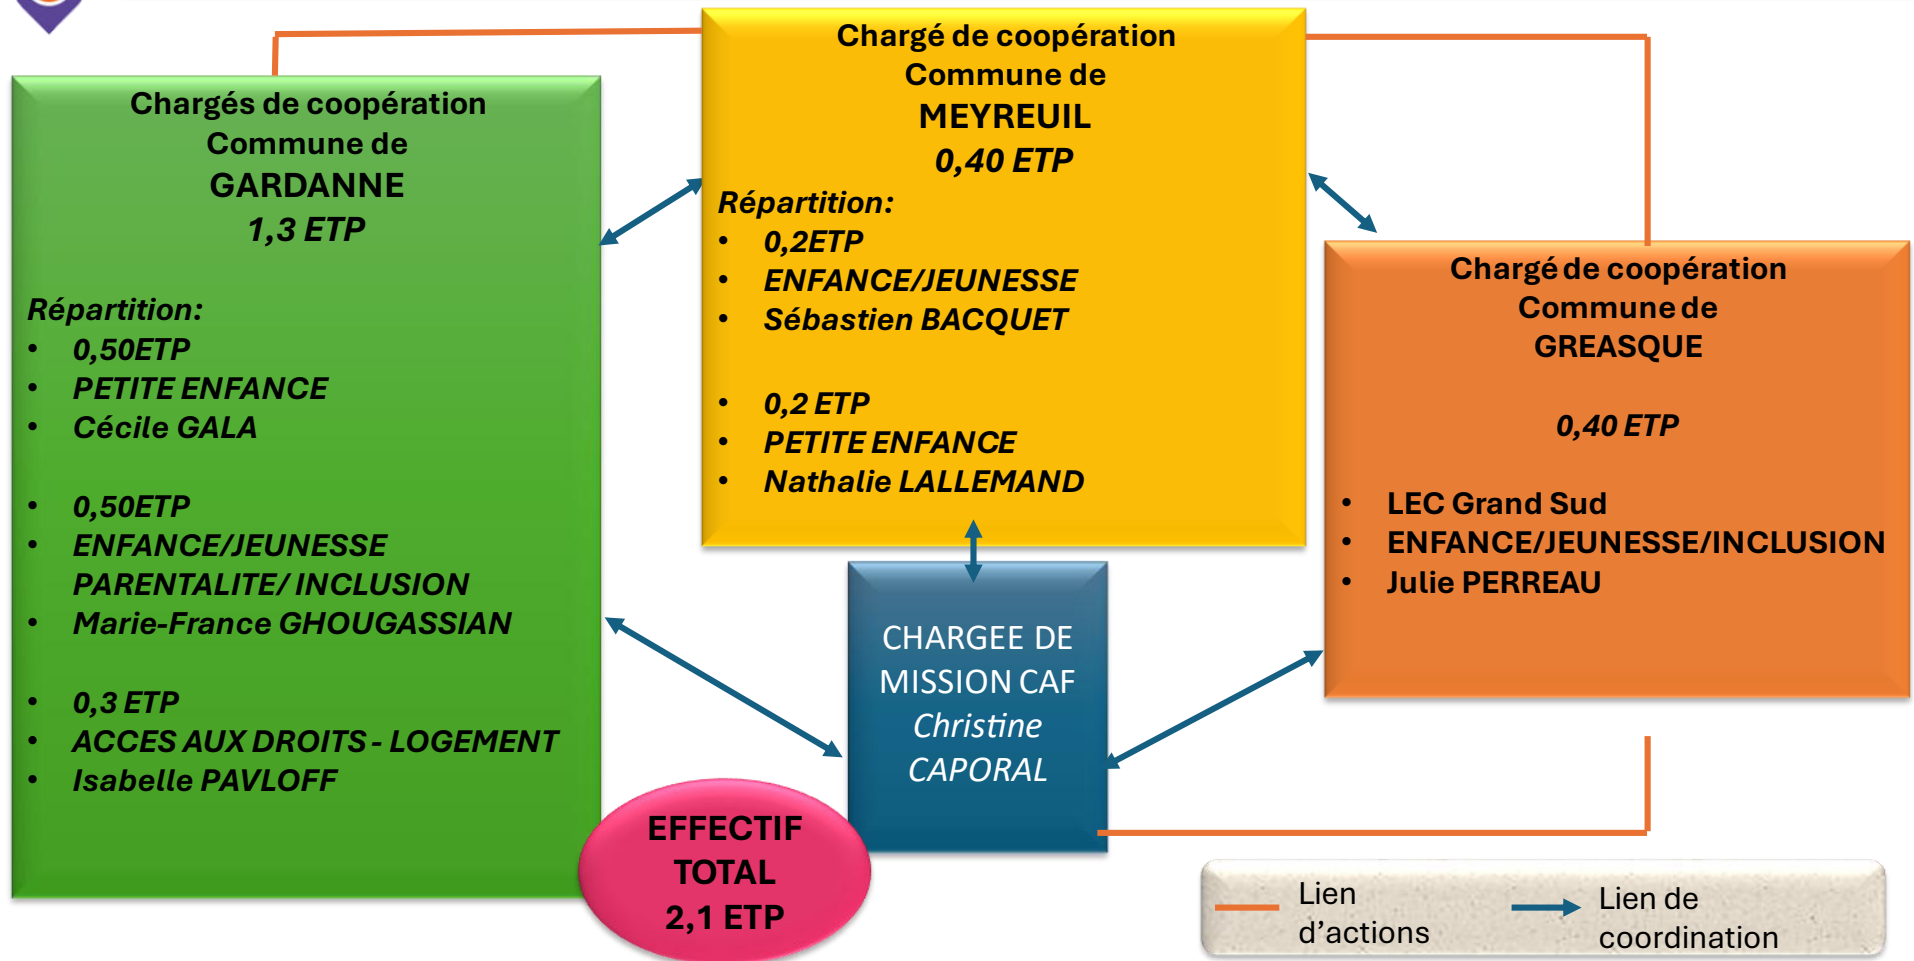 Chargés de coopération
Commune de
GARDANNE
1,3 ETP
Répartition:
• 0,50ETP
• PETITE ENFANCE
• Cécile GALA
• 0,50ETP
• ENFANCE/JEUNESSE
PARENTALITE/ INCLUSION
• Marie-France GHOUGASSIAN
• 0,3 ETP
• ACCES AUX DROITS - LOGEMENT
• Isabelle PAVLOFF
Chargé de coopération
Commune de
MEYREUIL
0,40 ETP
Répartition:
• 0,2ETP
• ENFANCE/JEUNESSE
• Sébastien BACQUET
• 0,2 ETP
• PETITE ENFANCE
• Nathalie LALLEMAND
Chargé de coopération
Commune de
GREASQUE
0,40 ETP
• LEC Grand Sud
• ENFANCE/JEUNESSE/INCLUSION
• Julie PERREAU
CHARGEE DE
MISSION CAF
Christine
CAPORAL
EFFECTIF
TOTAL
2,1 ETP
Lien
d’actions
Lien de
coordination